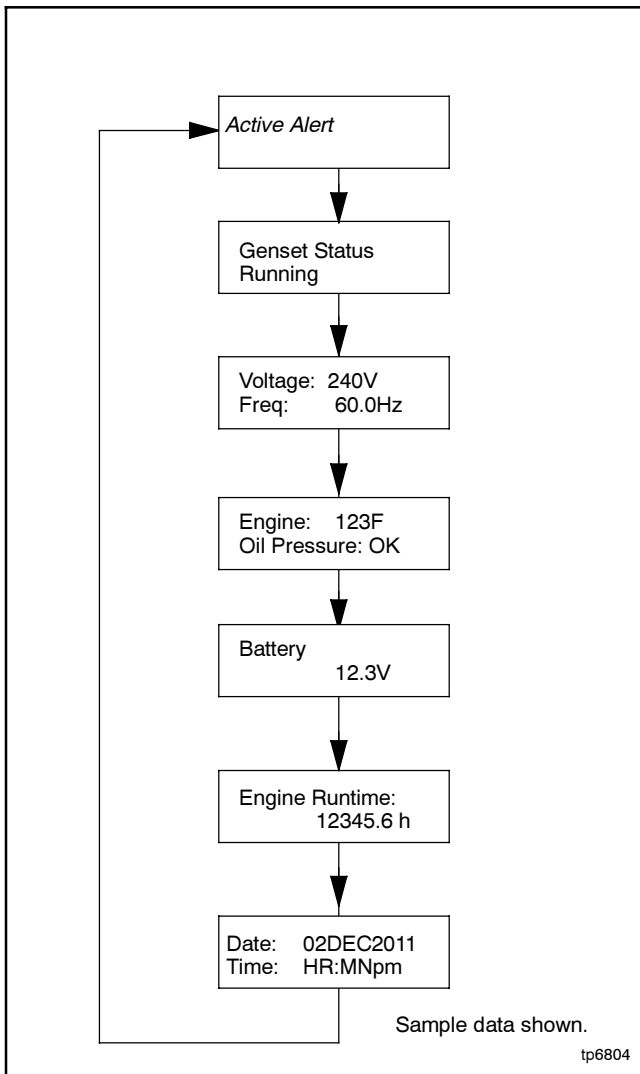 Active Alert
Genset Status
Running
Voltage: 240V
Freq: 60.0Hz
Engine: 123F
Oil Pressure: OK
Battery
12.3V
Engine Runtime:
12345.6 h
Date: 02DEC2011
Time: HR:MNpm
Sample data shown.
tp6804